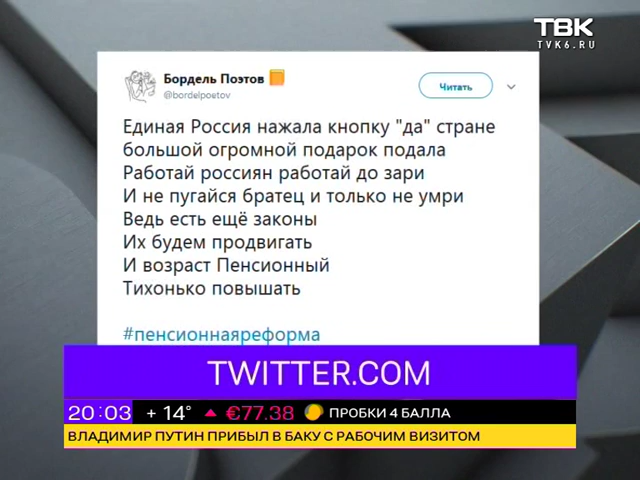 ТВК
TVK6.RU
Бордель Поэтов
@bordelpoetov
Читать
Единая Россия нажала кнопку "да" стране
большой огромной подарок подала
Работай россиян работай до зари
И не пугайся братец и только не умри
Ведь есть ещё законы
Их будем продвигать
И возраст Пенсионный
Тихонько повышать
#пенсионнаяреформа
TWITTER.COM
20:03 + 14° ▲ €77.38 ПРОБКИ 4 БАЛЛА
ВЛАДИМИР ПУТИН ПРИБЫЛ В БАКУ С РАБОЧИМ ВИЗИТОМ